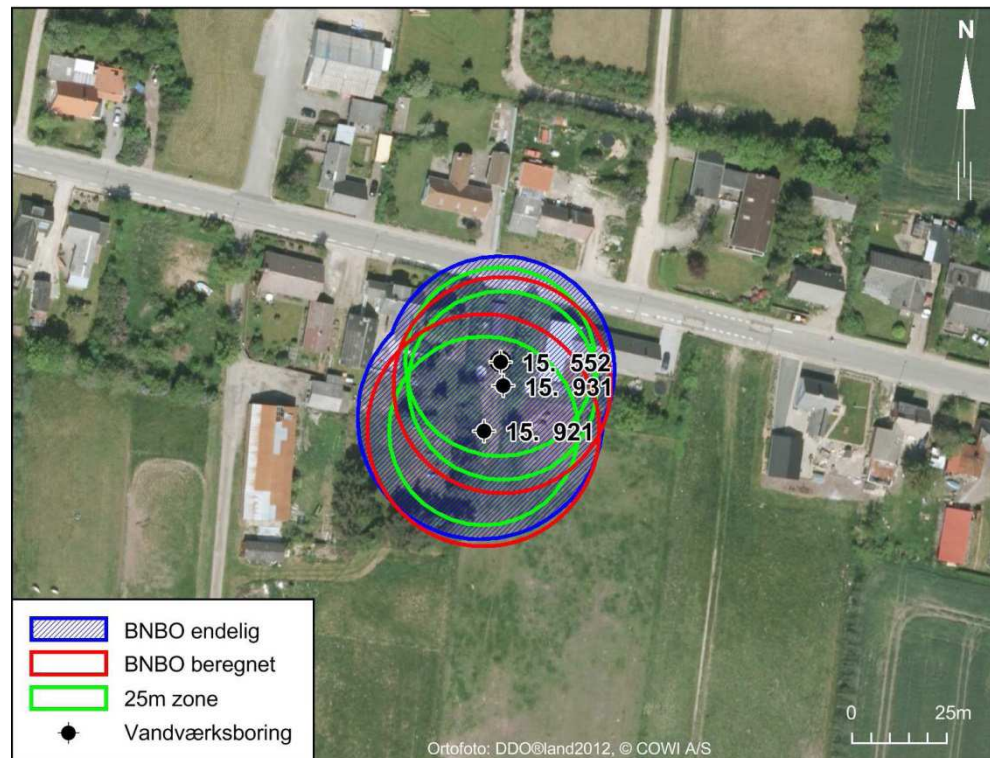 N
15. 552
15. 931
15. 921
BNBO endelig
BNBO beregnet
25m zone
Vandværksboring
0 25m
Ortofoto: DDO®land2012, © COWI A/S